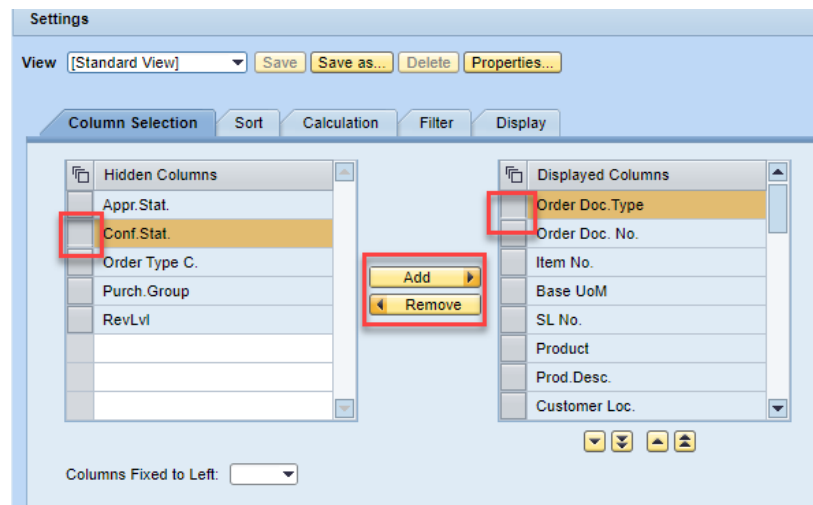 Settings
View [Standard View] Save Save as... Delete Properties...
Column Selection Sort Calculation Filter Display
Hidden Columns
Appr.Stat.
Conf.Stat.
Order Type C.
Purch.Group
RevLvl
Add
Remove
Displayed Columns
Order Doc.Type
Order Doc. No.
Item No.
Base UoM
SL No.
Product
Prod.Desc.
Customer Loc.
Columns Fixed to Left: